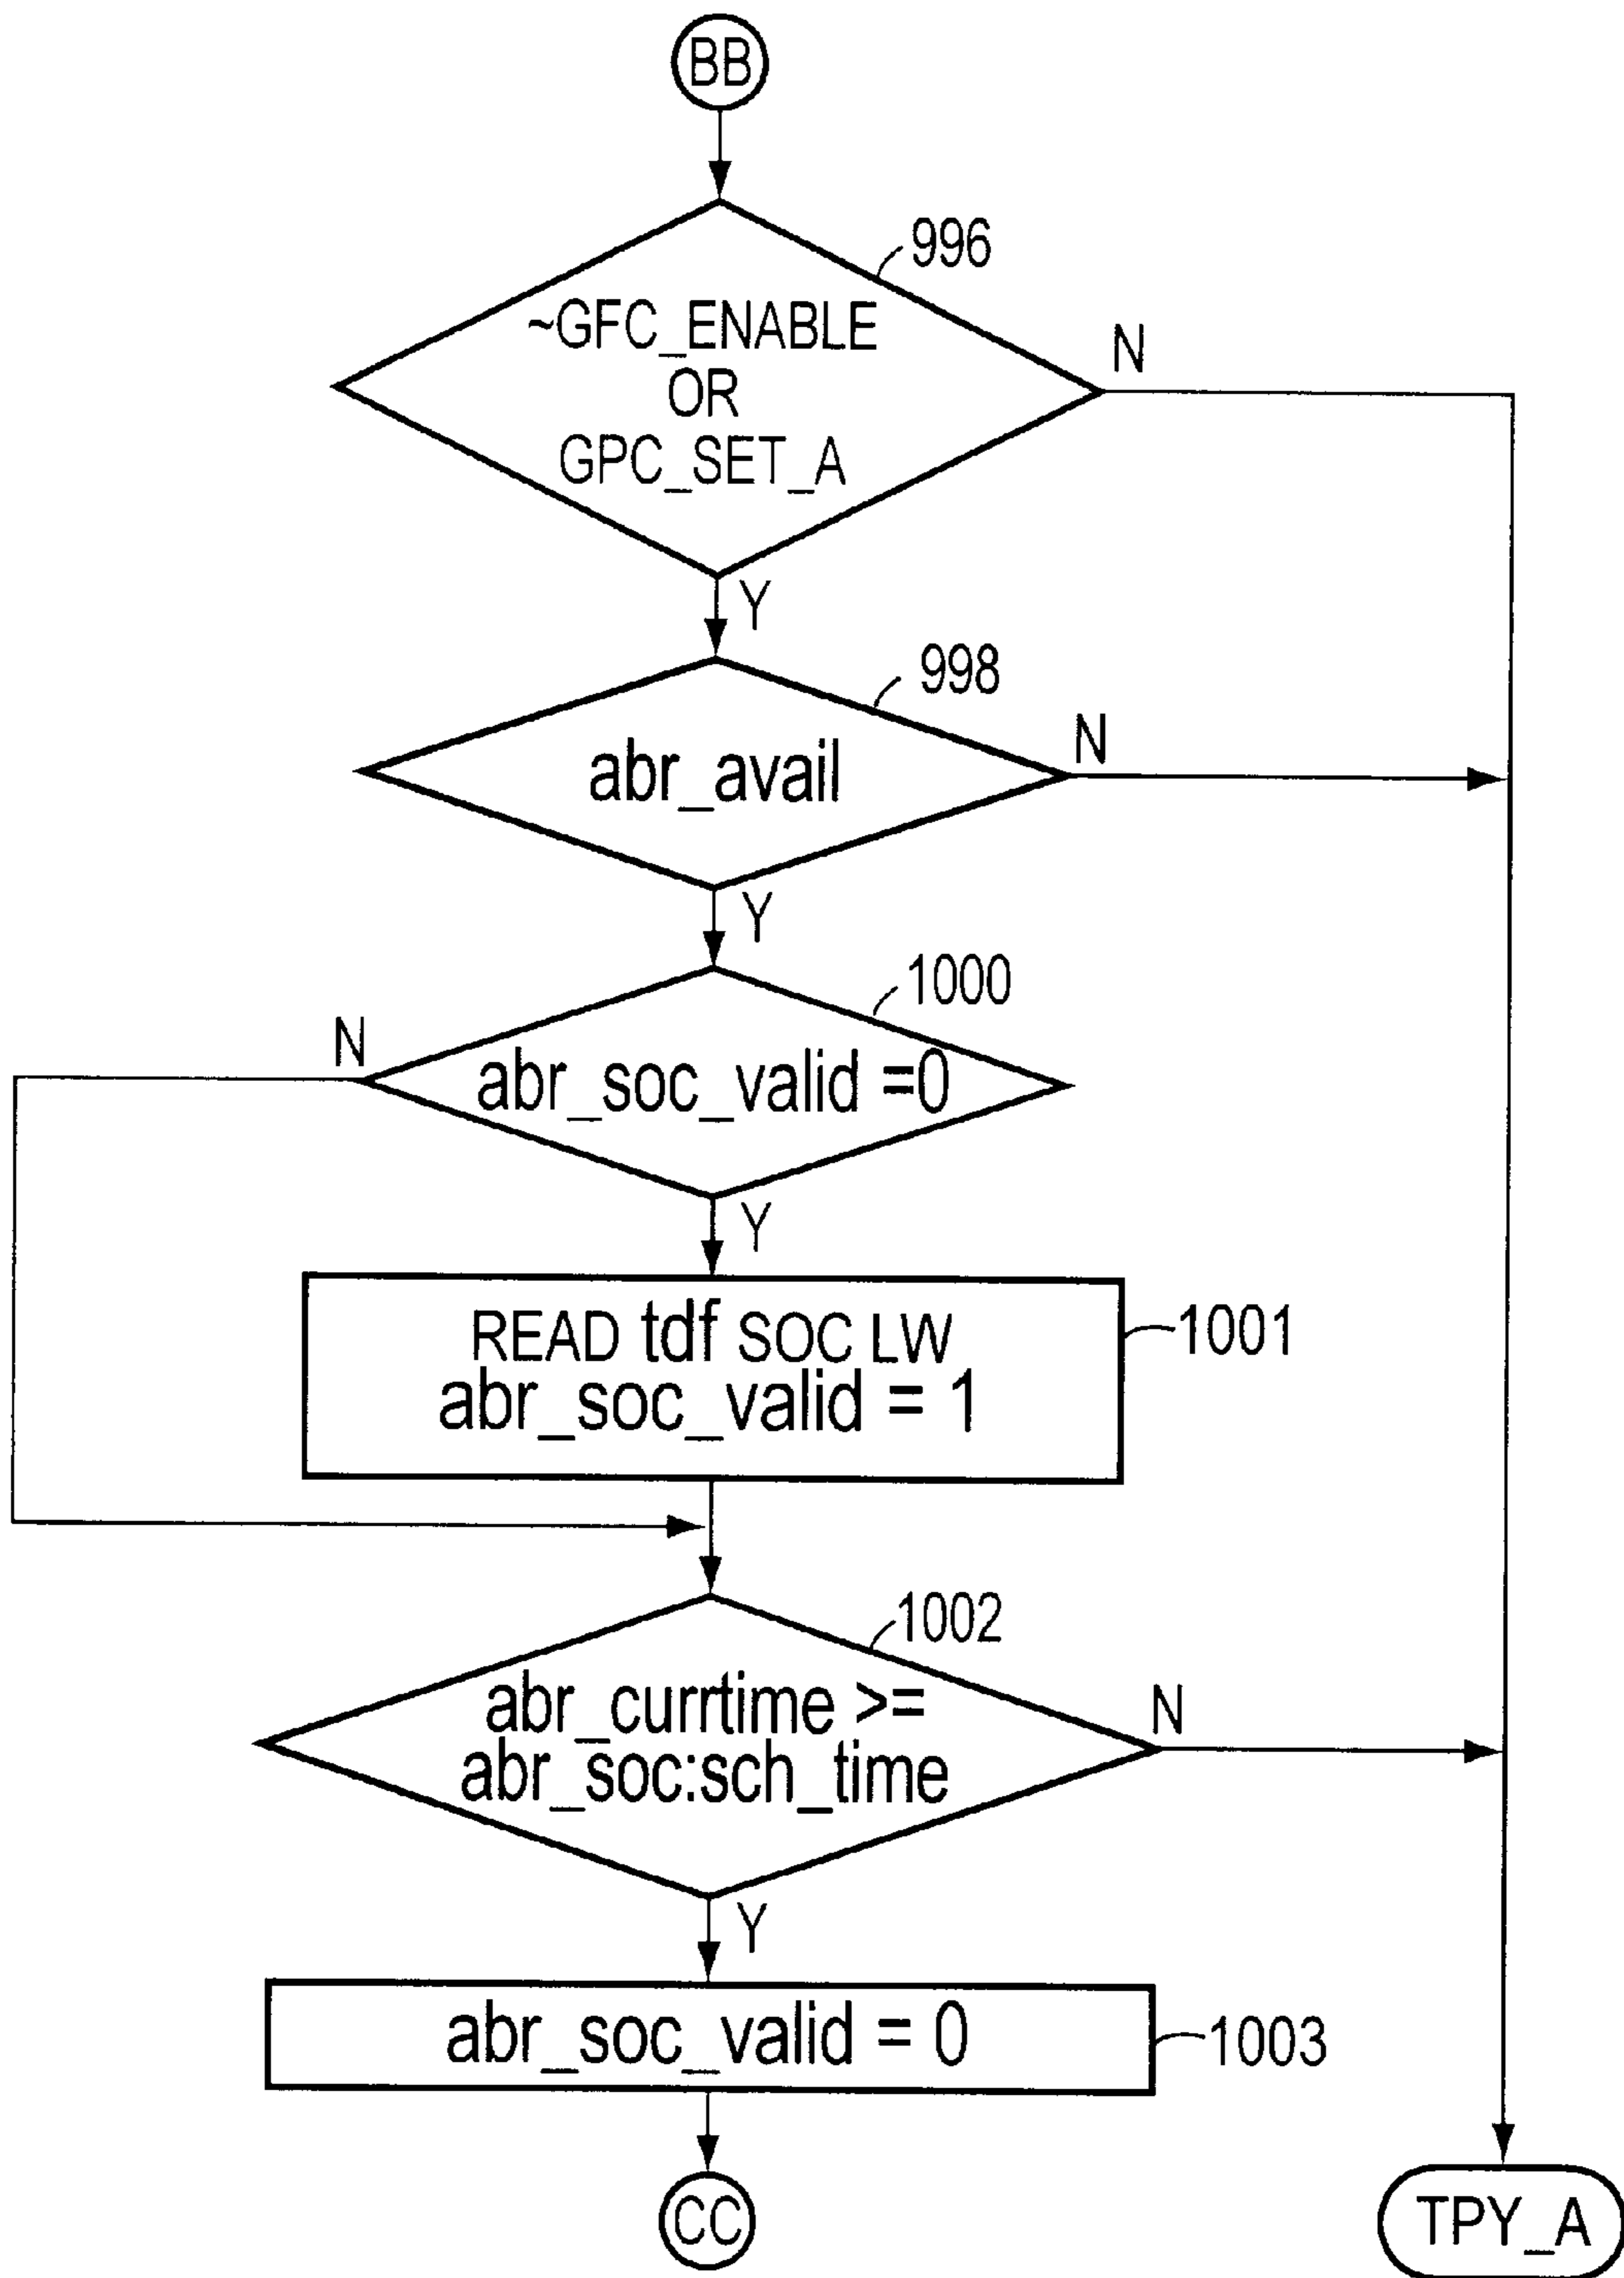 BB
996
~GFC_ENABLE
OR
GPC_SET_A
N
Y
998
abr_avail
N
Y
1000
N
abr_soc_valid =0
Y
READ tdf SOC LW
abr_soc_valid = 1
1001
1002
abr_currtime >=
abr_soc:sch_time
N
Y
abr_soc_valid = 0
1003
CC
TPY_A